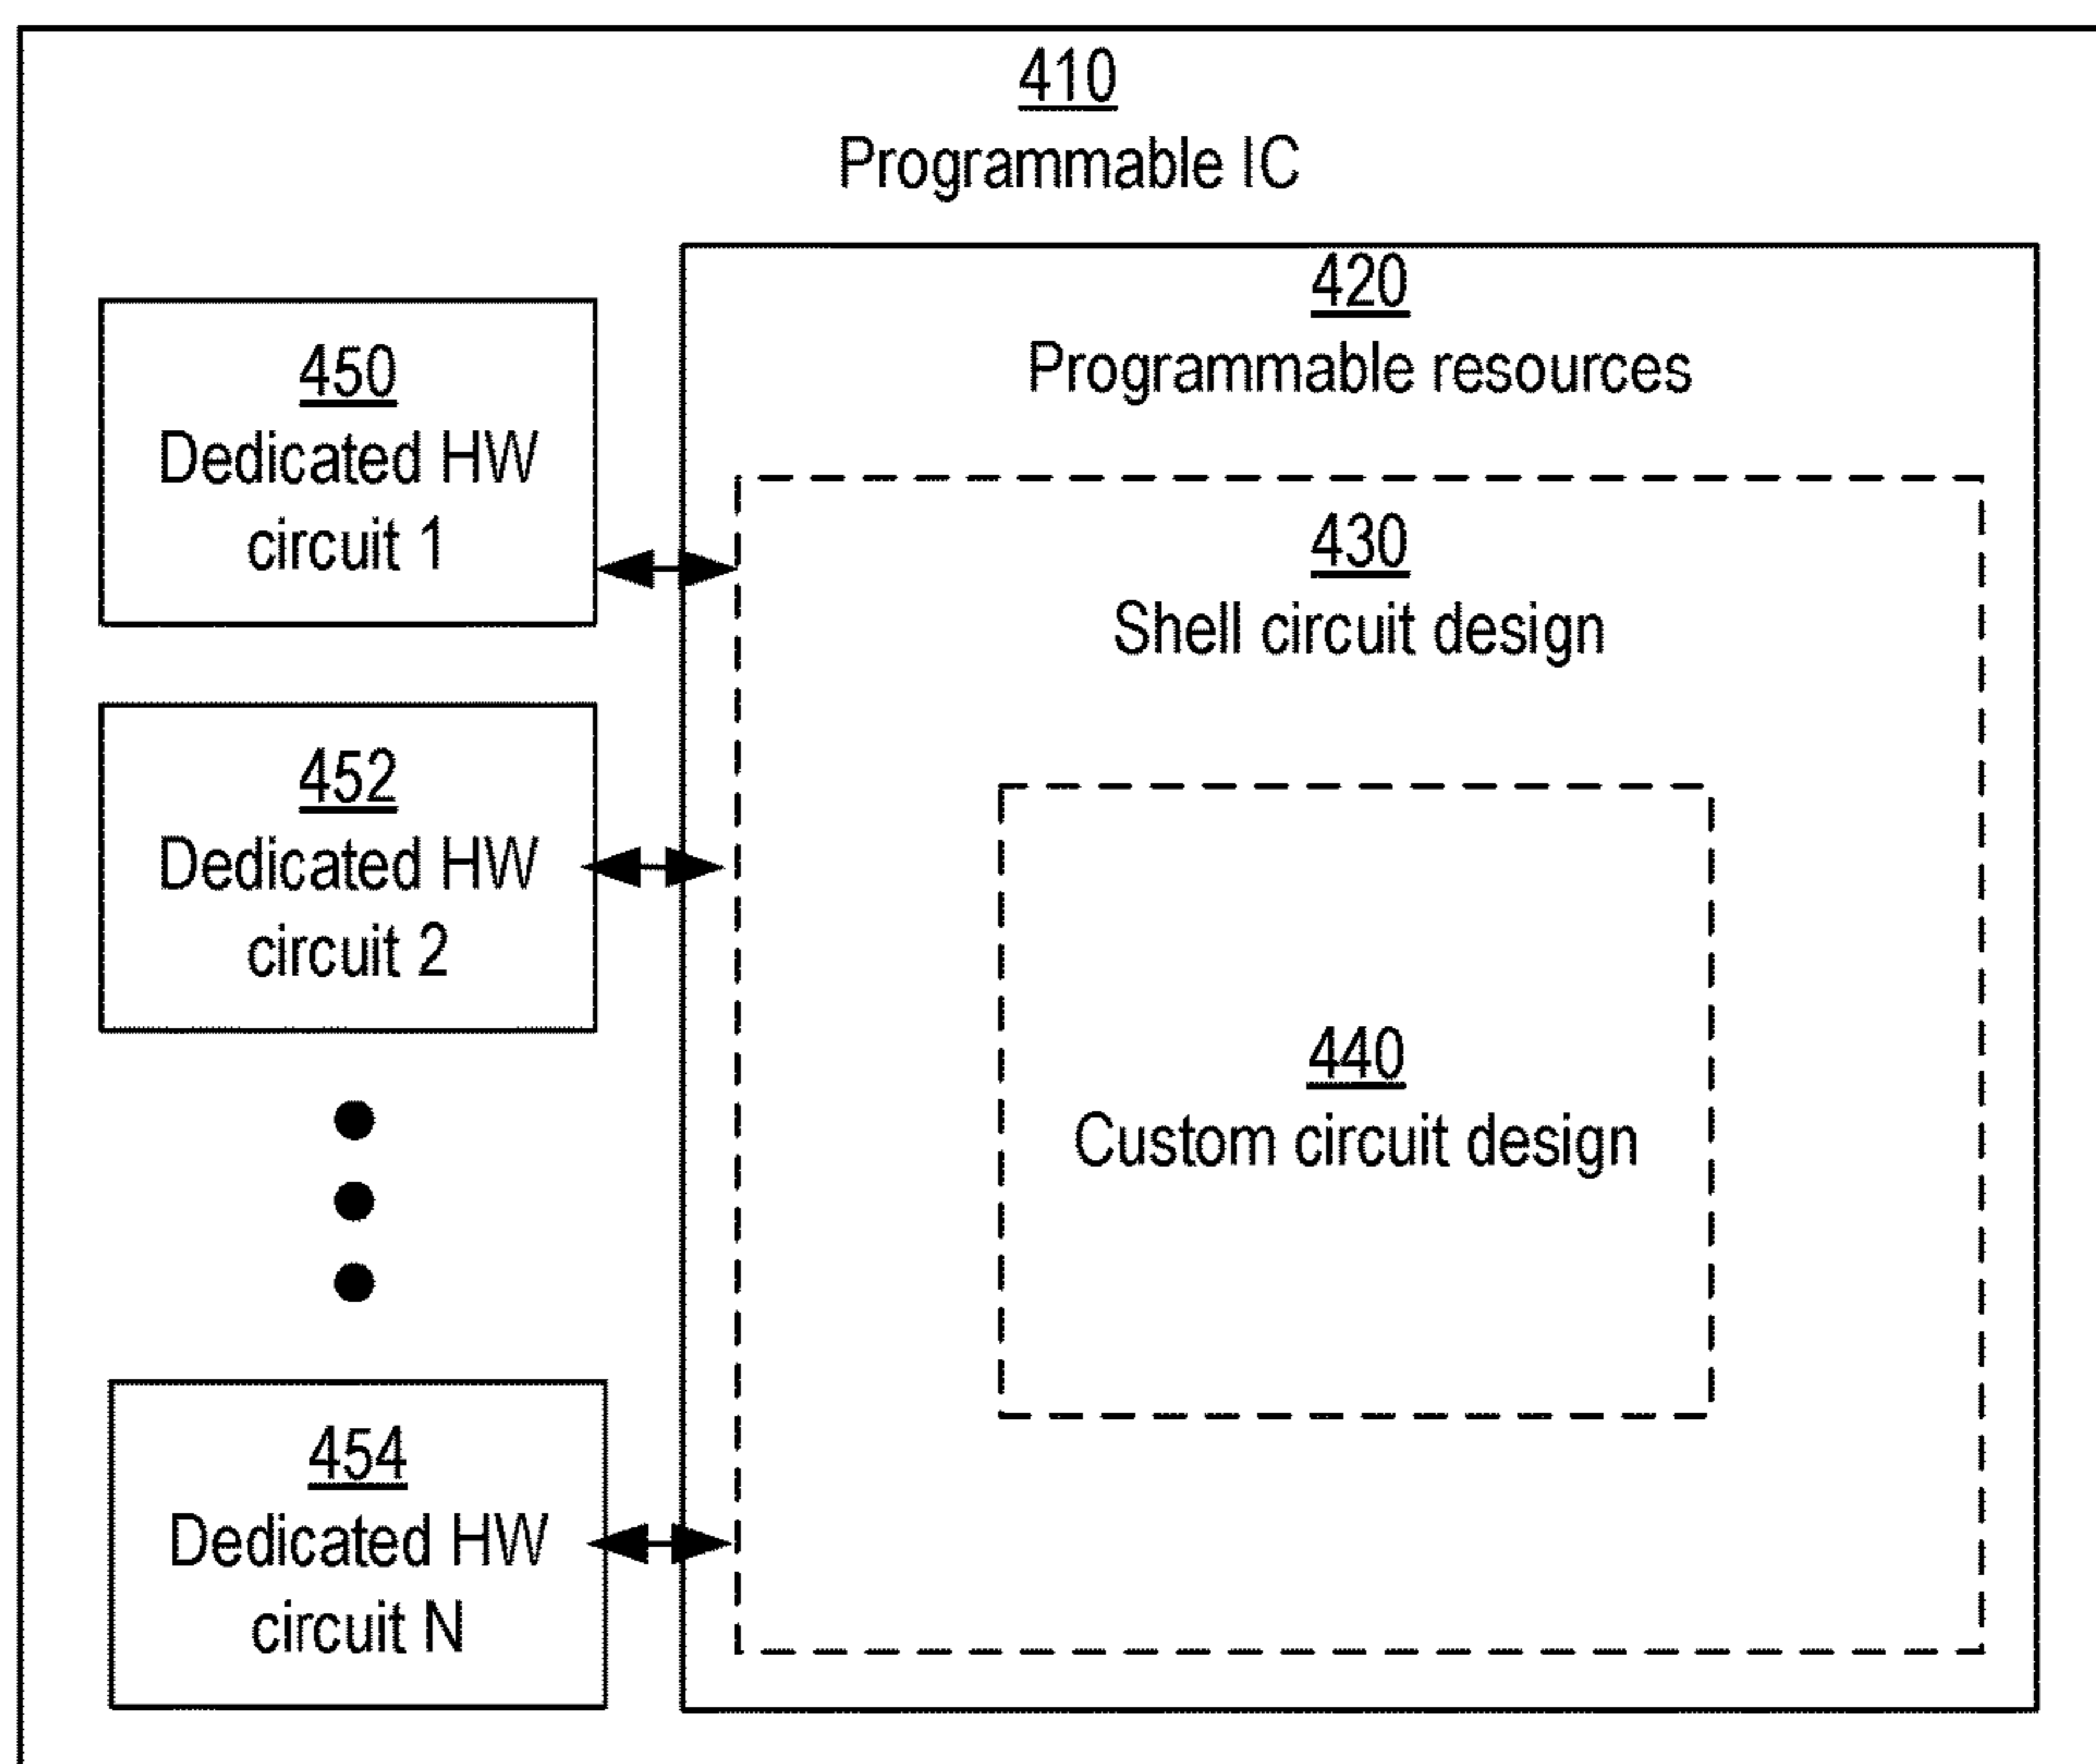 410
Programmable IC
420
Programmable resources
450
Dedicated HW
circuit 1
430
Shell circuit design
452
Dedicated HW
circuit 2
440
Custom circuit design
454
Dedicated HW
circuit N